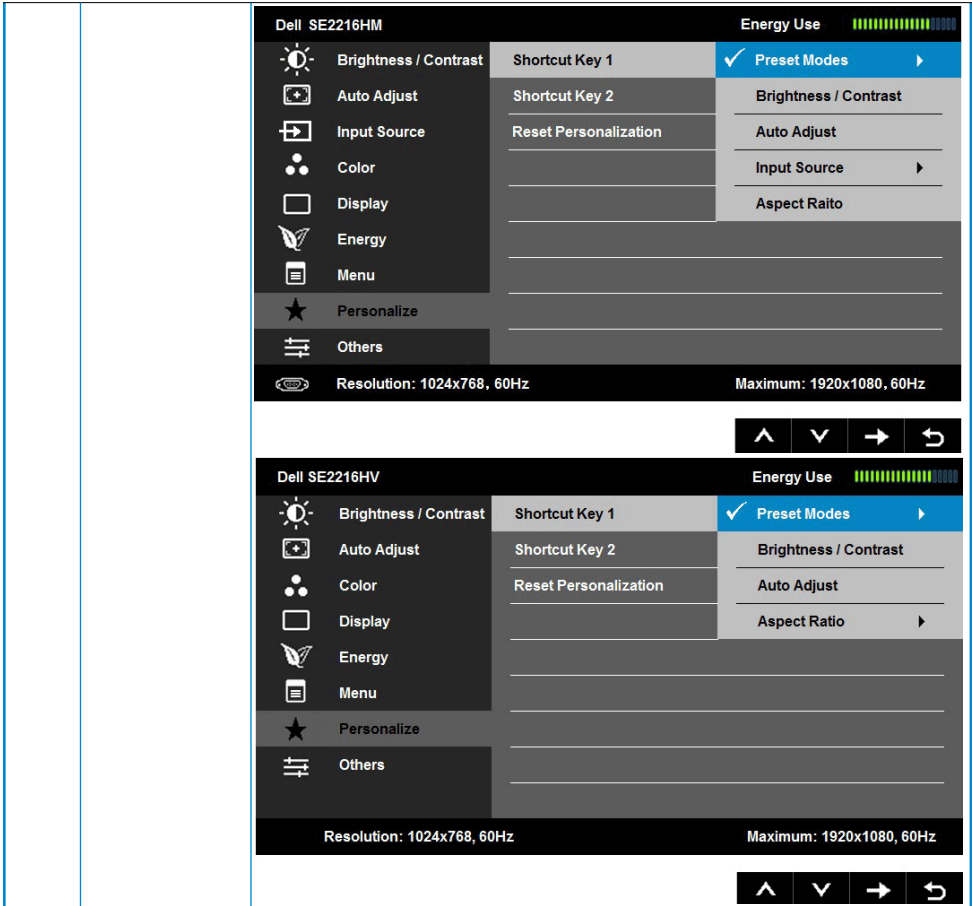 Dell SE2216HM Energy Use
Brightness / Contrast Shortcut Key 1 Preset Modes
Auto Adjust Shortcut Key 2 Brightness / Contrast
Input Source Reset Personalization Auto Adjust
Color Input Source
Display Aspect Raito
Energy
Menu
Personalize
Others
Resolution: 1024x768, 60Hz Maximum: 1920x1080, 60Hz
Dell SE2216HV Energy Use
Brightness / Contrast Shortcut Key 1 Preset Modes
Auto Adjust Shortcut Key 2 Brightness / Contrast
Color Reset Personalization Auto Adjust
Display Aspect Ratio
Energy
Menu
Personalize
Others
Resolution: 1024x768, 60Hz Maximum: 1920x1080, 60Hz